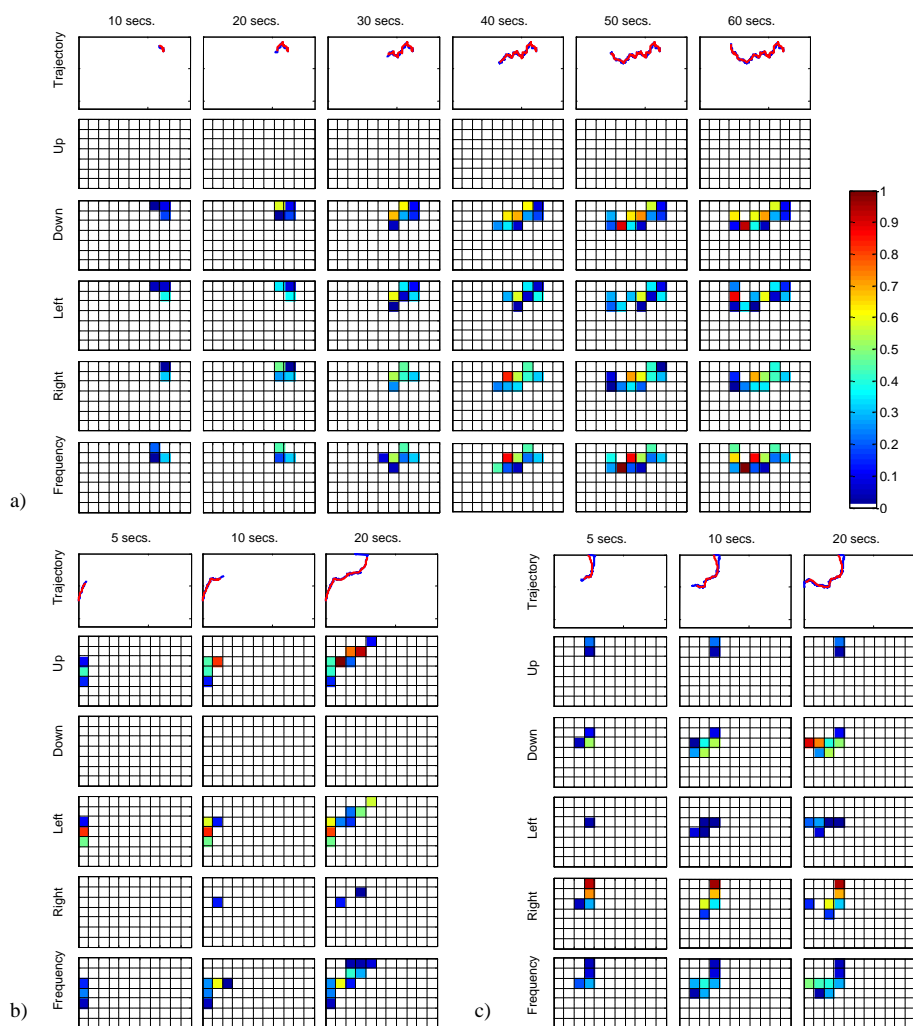 10 secs. 20 secs. 30 secs. 40 secs. 50 secs. 60 secs.
Trajectory
Up
Down
Left
Right
Frequency
a)
1
0.9
0.8
0.7
0.6
0.5
0.4
0.3
0.2
0.1
0
5 secs. 10 secs. 20 secs.
Trajectory
Up
Down
Left
Right
Frequency
b)
5 secs. 10 secs. 20 secs.
Trajectory
Up
Down
Left
Right
Frequency
c)